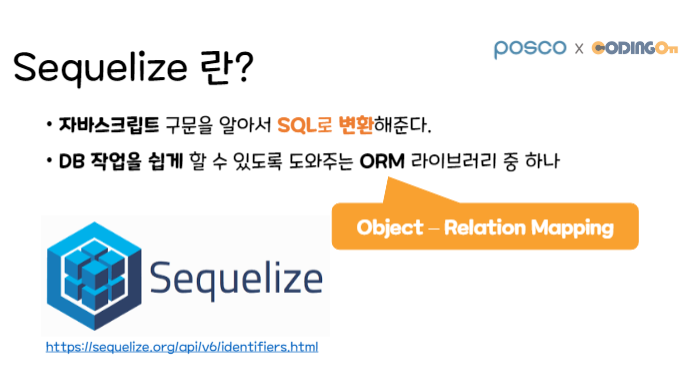 posco x CODINGOn
Sequelize 란?
• 자바스크립트 구문을 알아서 SQL로 변환해준다.
• DB 작업을 쉽게 할 수 있도록 도와주는 ORM 라이브러리 중 하나
Object – Relation Mapping
Sequelize
https://sequelize.org/api/v6/identifiers.html